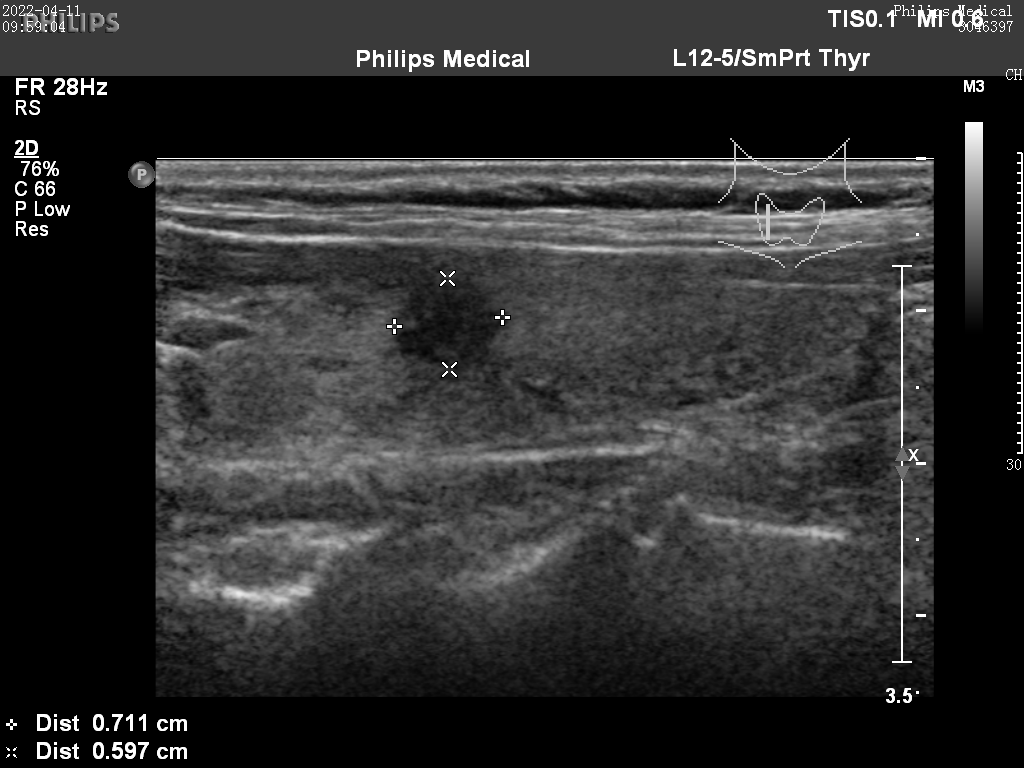 2022-04-11
09:59:04
PHILIPS
Philips Medical
TIS0.1 MI 0.6
3046397
Philips Medical
L12-5/SmPrt Thyr
CH
FR 28Hz
RS
M3
2D
76%
C 66
P Low
Res
P
X
30
3.5
Dist 0.711 cm
Dist 0.597 cm